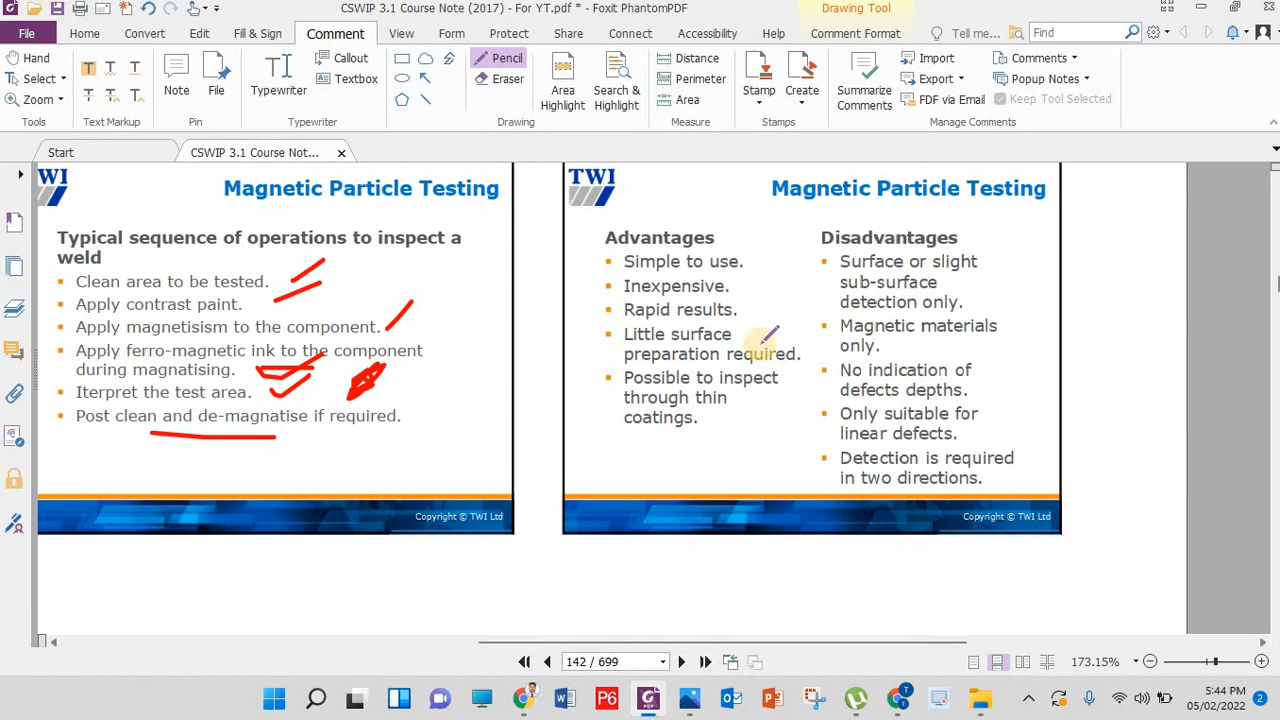 CSWIP 3.1 Course Note (2017) - For YT.pdf * - Foxit PhantomPDF
Drawing Tool
File
Home
Convert
Edit
Fill & Sign
Comment
View
Form
Protect
Share
Connect
Accessibility
Help
Comment Format
Tell me...
Find
Hand
Select
Zoom
Tools
T T T
T T T
Text Markup
Note
File
Pin
Typewriter
Callout
Textbox
Typewriter
Pencil
Eraser
Area
Highlight
Search &
Highlight
Drawing
Distance
Perimeter
Area
Measure
Stamp
Create
Stamps
Summarize
Comments
Import
Export
FDF via Email
Comments
Popup Notes
Keep Tool Selected
Manage Comments
Start
CSWIP 3.1 Course Not...
WI
Magnetic Particle Testing
Typical sequence of operations to inspect a
weld
Clean area to be tested.
Apply contrast paint.
Apply magnetisism to the component.
Apply ferro-magnetic ink to the component
during magnatising.
Iterpret the test area.
Post clean and de-magnatise if required.
Copyright © TWI Ltd
TWI
Magnetic Particle Testing
Advantages
Simple to use.
Inexpensive.
Rapid results.
Little surface
preparation required.
Possible to inspect
through thin
coatings.
Disadvantages
Surface or slight
sub-surface
detection only.
Magnetic materials
only.
No indication of
defects depths.
Only suitable for
linear defects.
Detection is required
in two directions.
Copyright © TWI Ltd
142 / 699
173.15%
P6
T
5:44 PM
05/02/2022
2